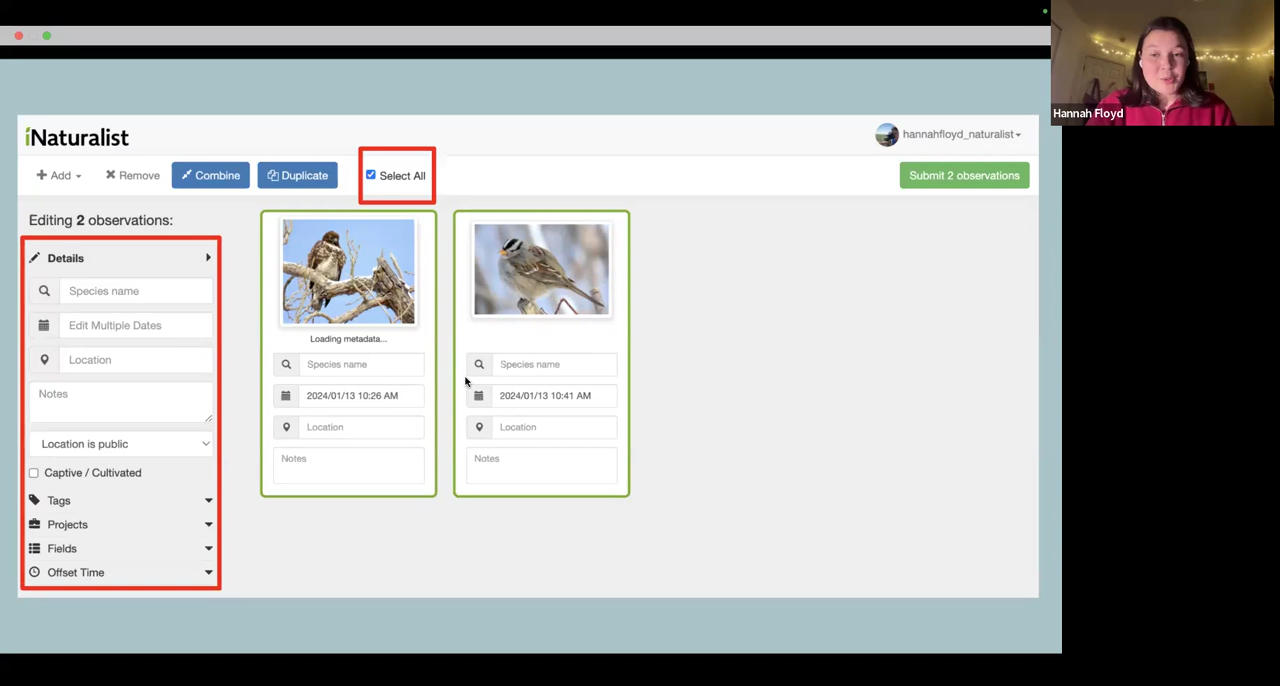 Hannah Floyd
iNaturalist
hannahfloyd_naturalist
Add
Remove
Combine
Duplicate
Select All
Submit 2 observations
Editing 2 observations:
Details
Species name
Edit Multiple Dates
Location
Notes
Location is public
Captive / Cultivated
Tags
Projects
Fields
Offset Time
Loading metadata...
Species name
2024/01/13 10:26 AM
Location
Notes
Species name
2024/01/13 10:41 AM
Location
Notes